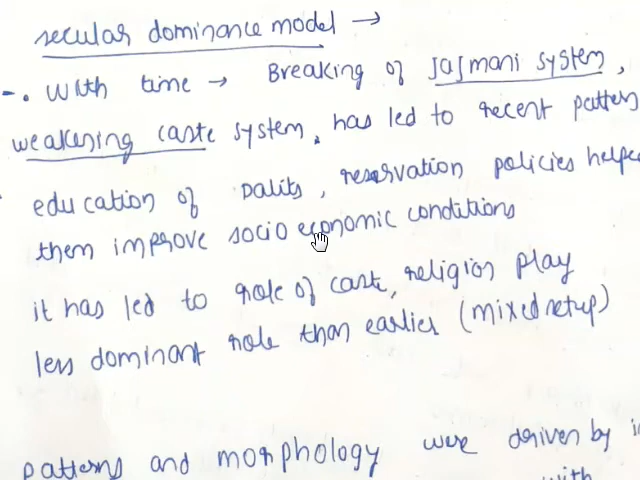 secular dominance model →
-. With time → Breaking of Jajmani system,
weakening caste system, has led to recent pattern
education of Dalits, reservation policies helped
them improve socio economic conditions
it has led to role of caste, religion play
less dominant role than earlier (mixed setup)
patterns and morphology were driven by
with